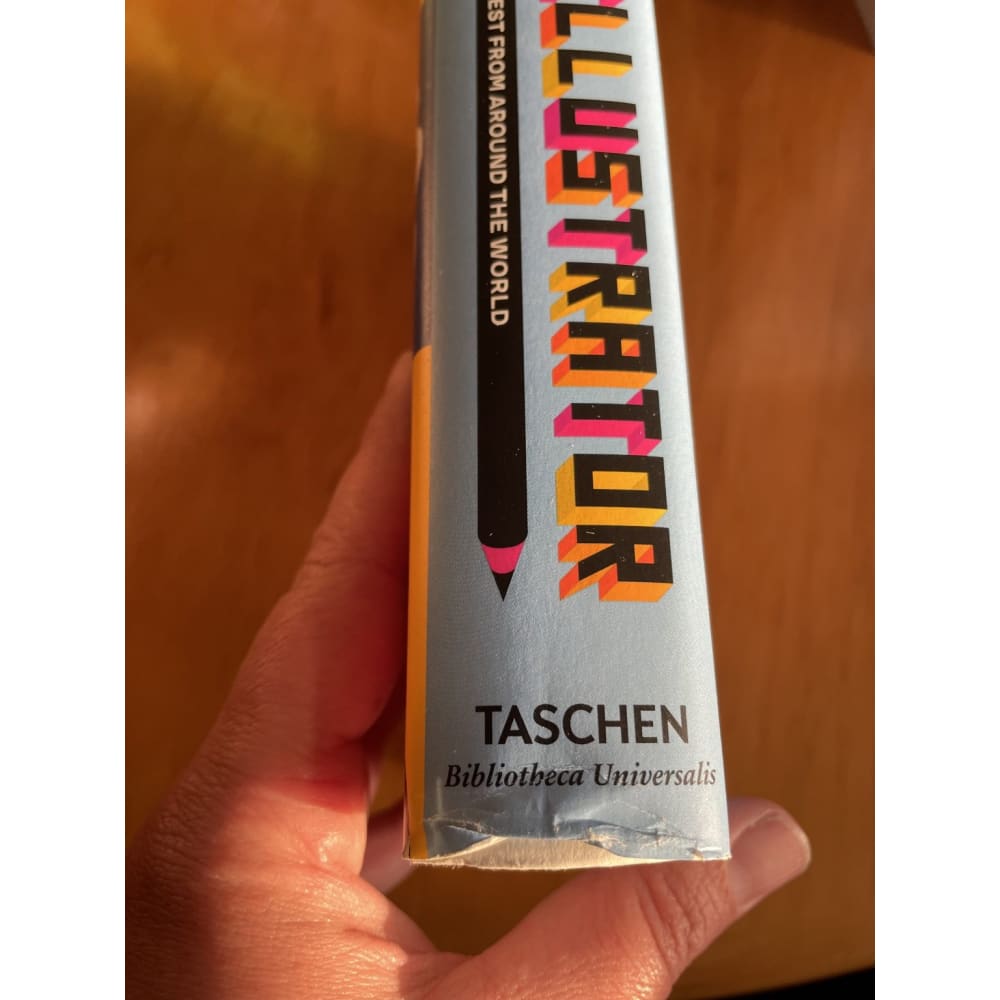 EST FROM AROUND THE WORLD
LLUSTRATOR
TASCHEN
Bibliotheca Universalis